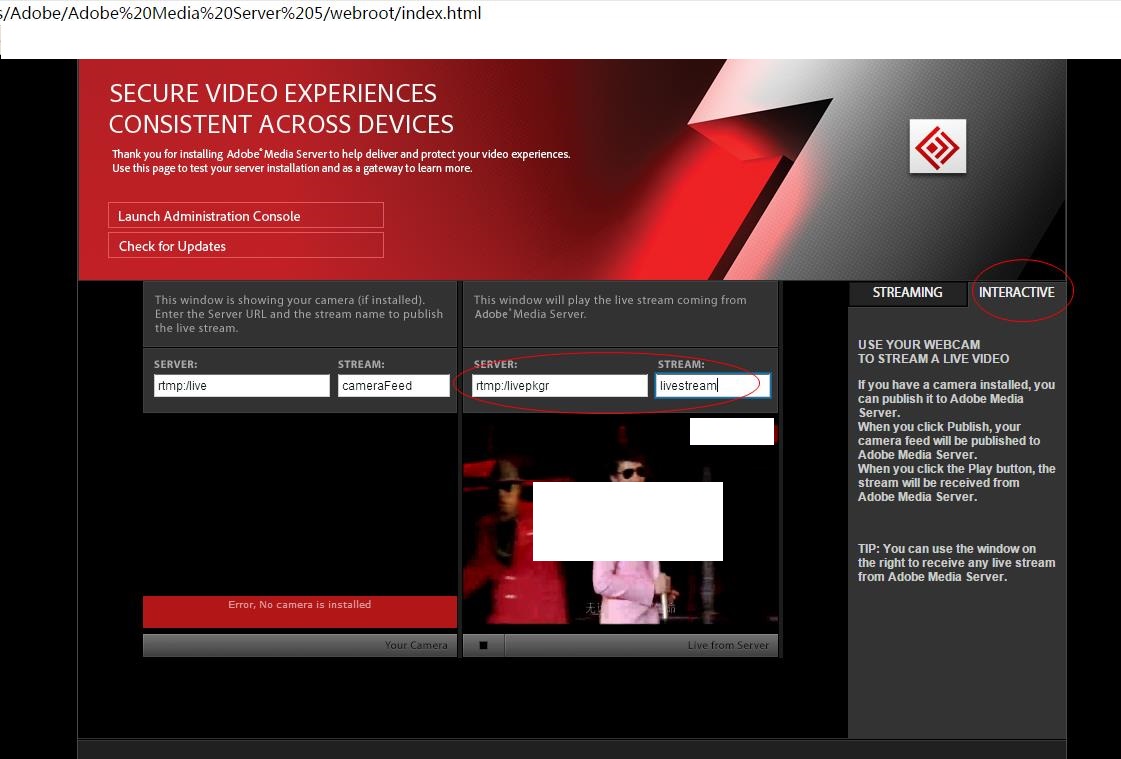 s/Adobe/Adobe%20Media%20Server%205/webroot/index.html
SECURE VIDEO EXPERIENCES
CONSISTENT ACROSS DEVICES
Thank you for installing Adobe® Media Server to help deliver and protect your video experiences.
Use this page to test your server installation and as a gateway to learn more.
Launch Administration Console
Check for Updates
This window is showing your camera (if installed).
Enter the Server URL and the stream name to publish
the live stream.
SERVER: STREAM:
rtmp:/live cameraFeed
Error, No camera is installed
Your Camera
This window will play the live stream coming from
Adobe® Media Server.
SERVER: STREAM:
rtmp:/livepkgr livestream
Live from Server
STREAMING INTERACTIVE
USE YOUR WEBCAM
TO STREAM A LIVE VIDEO
If you have a camera installed, you
can publish it to Adobe Media
Server.
When you click Publish, your
camera feed will be published to
Adobe Media Server.
When you click the Play button, the
stream will be received from
Adobe Media Server.
TIP: You can use the window on
the right to receive any live stream
from Adobe Media Server.